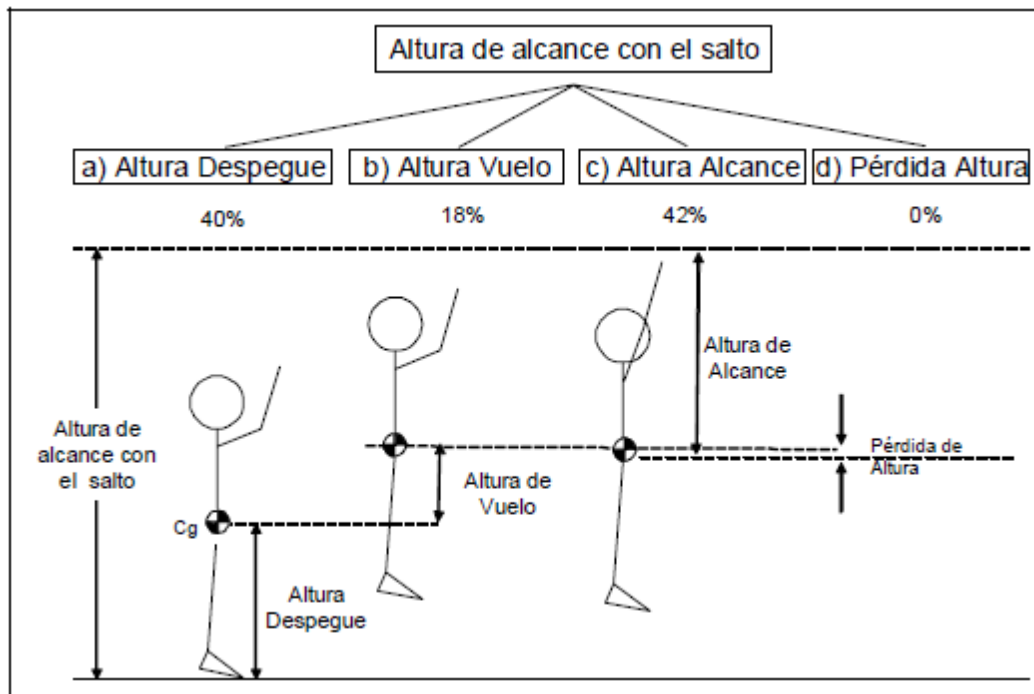 Altura de alcance con el salto
a) Altura Despegue
b) Altura Vuelo
c) Altura Alcance
d) Pérdida Altura
40%
18%
42%
0%
Altura de
alcance con
el salto
Cg
Altura
Despegue
Altura de
Vuelo
Altura de
Alcance
Pérdida de
Altura